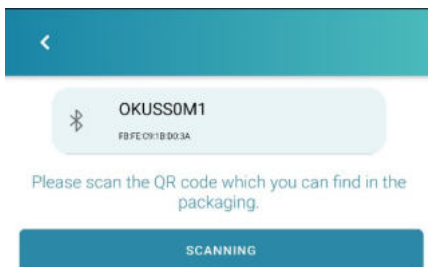 OKUSS0M1
FB:FE:C9:1B:D0:3A
Please scan the QR code which you can find in the
packaging.
SCANNING